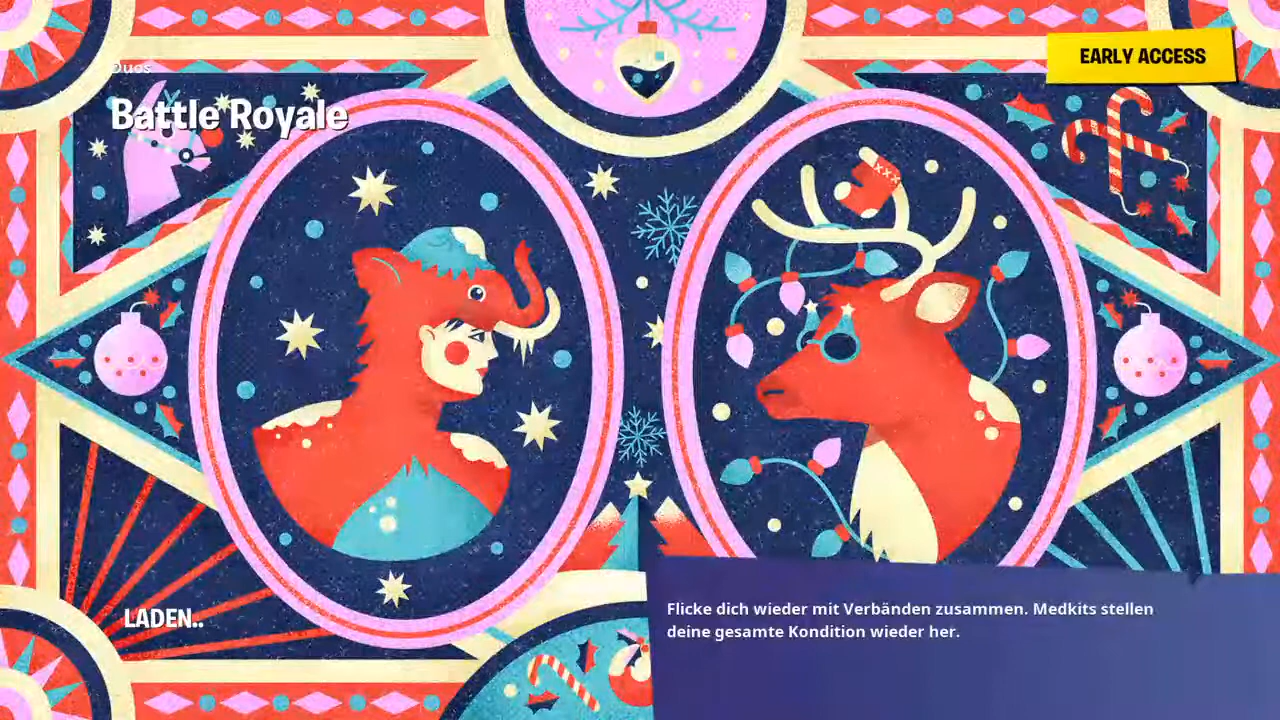 Duos
Battle Royale
EARLY ACCESS
LADEN..
Flicke dich wieder mit Verbänden zusammen. Medkits stellen
deine gesamte Kondition wieder her.